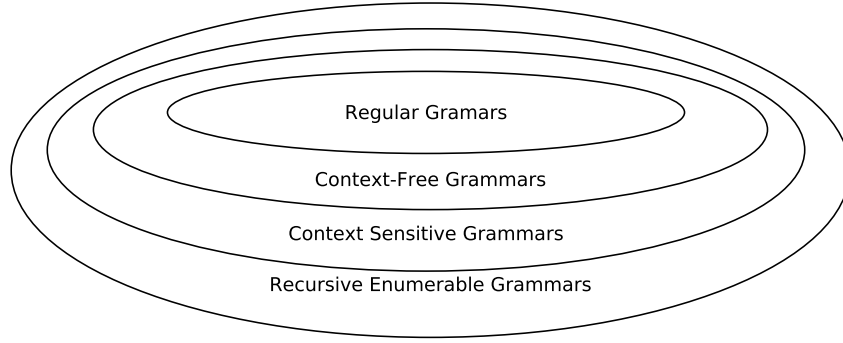 Regular Gramars
Context-Free Grammars
Context Sensitive Grammars
Recursive Enumerable Grammars